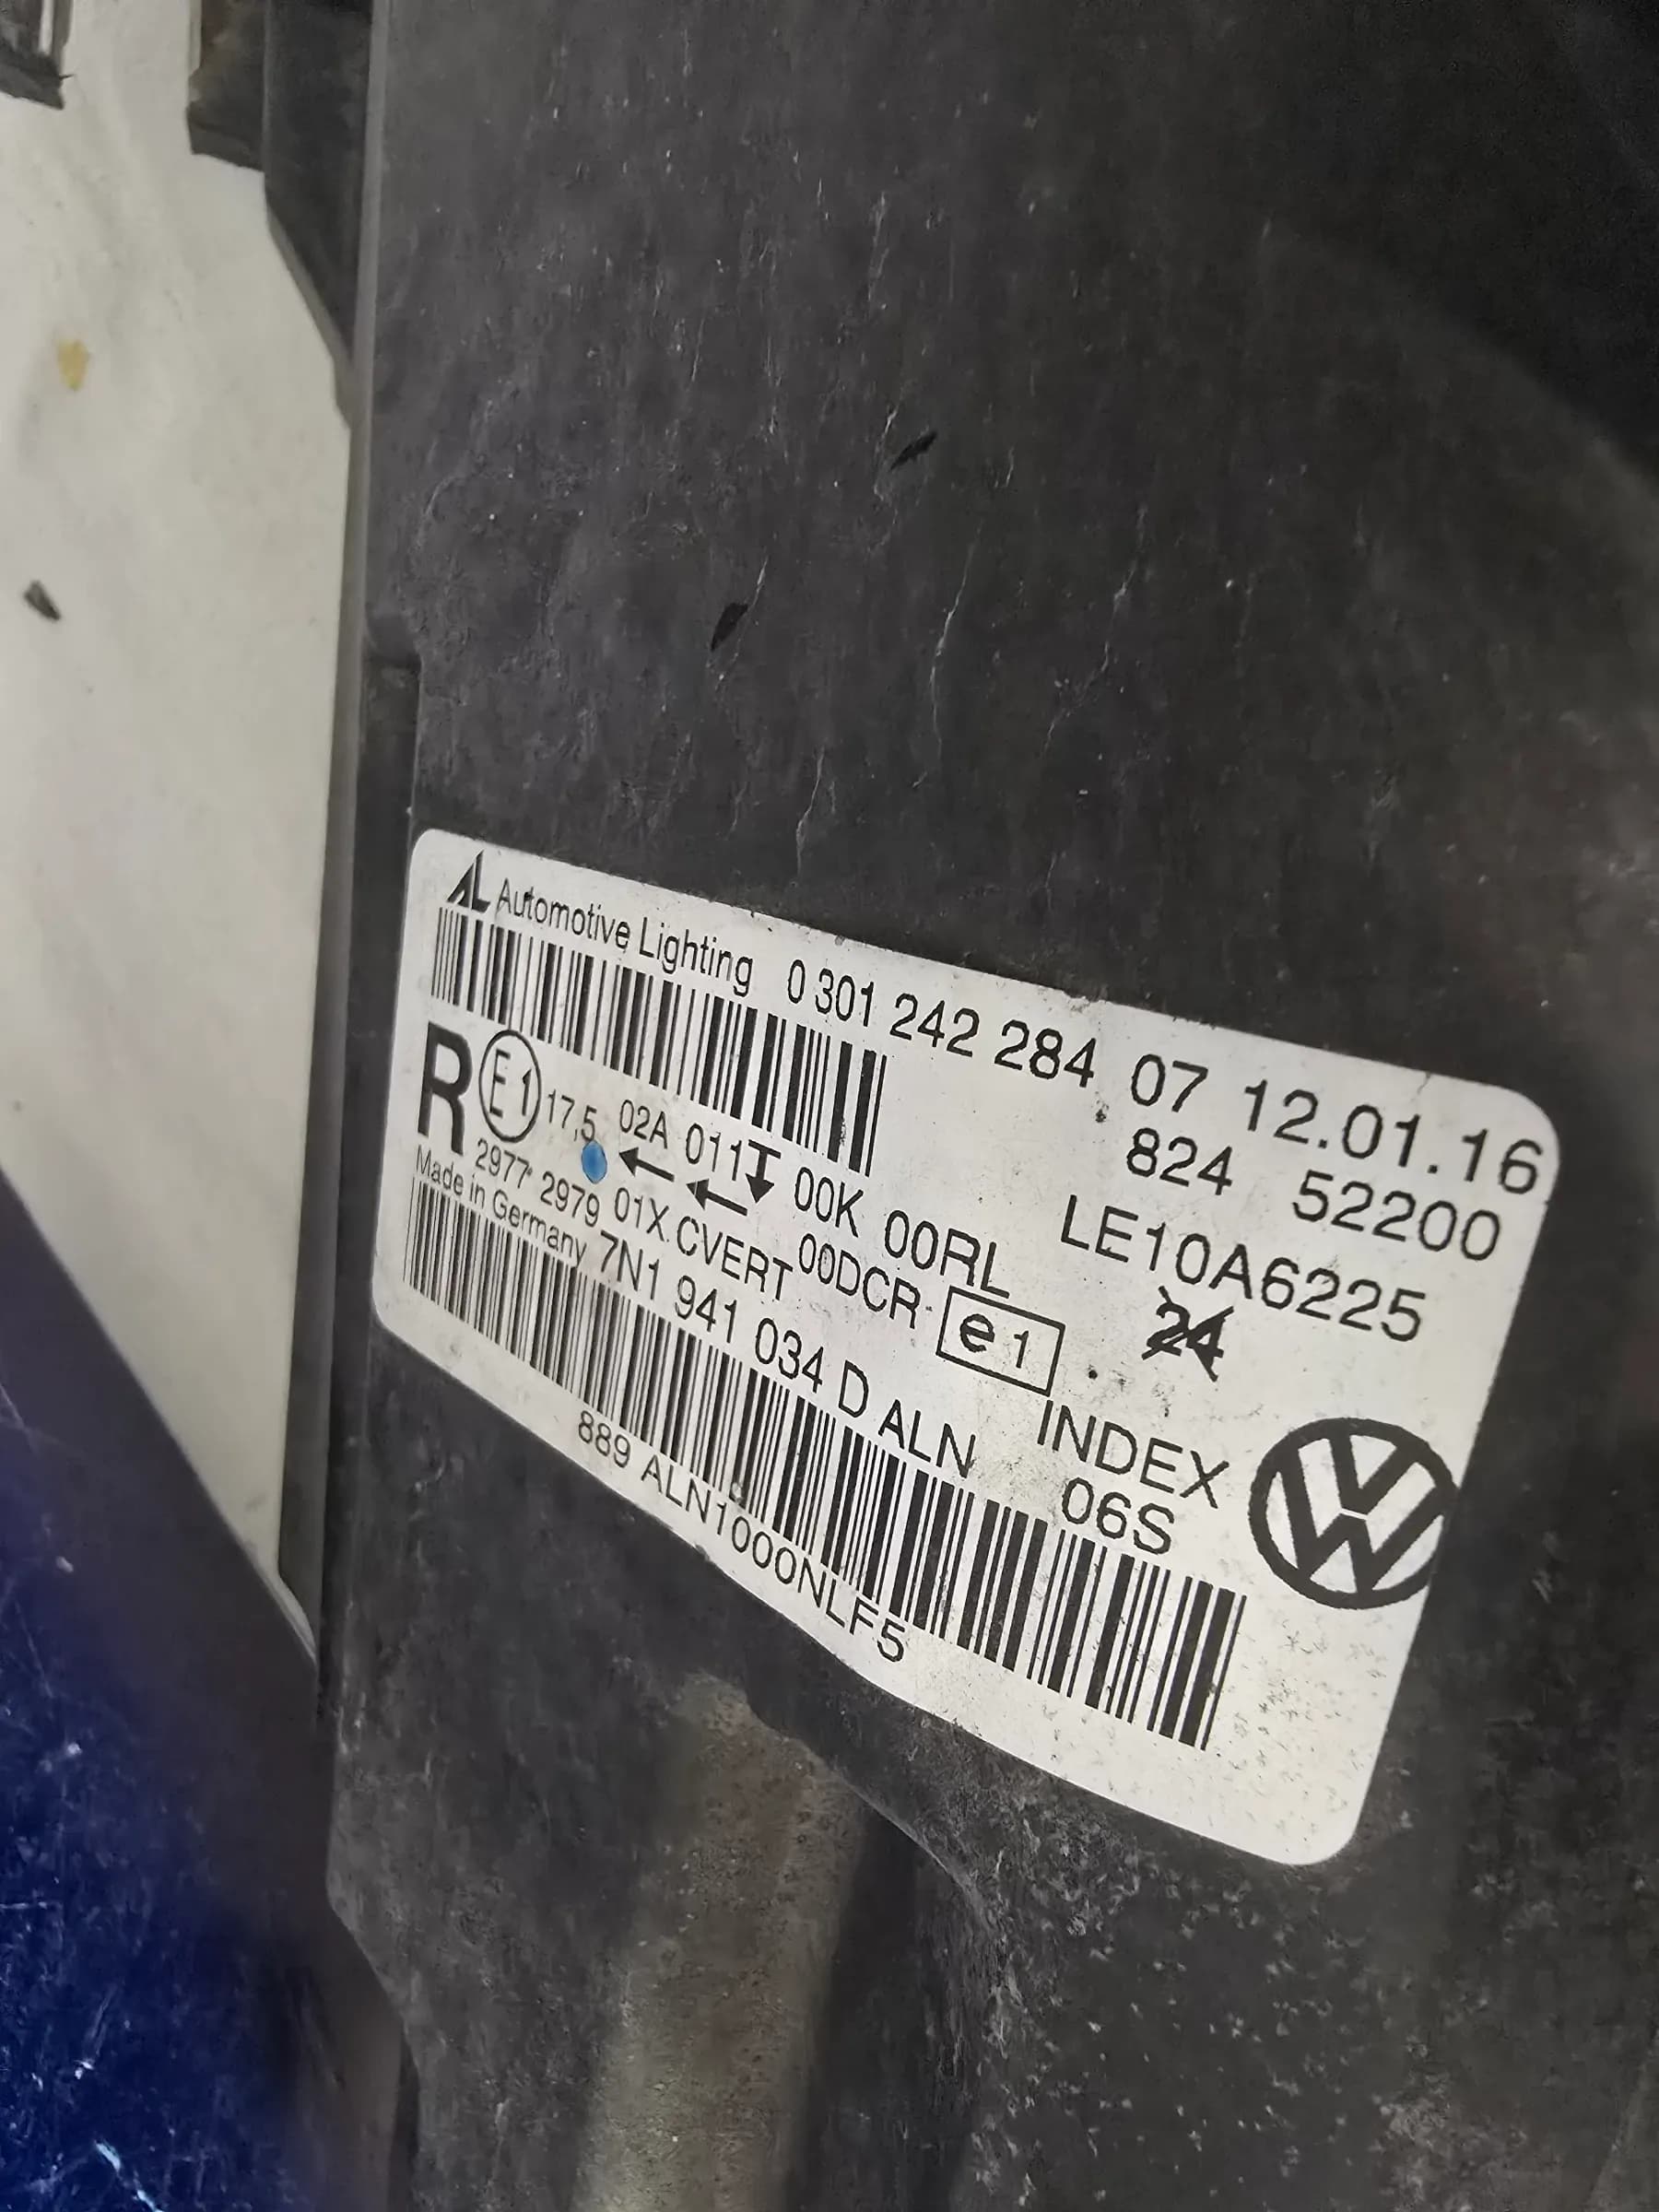 AL Automotive Lighting 0 301 242 284 07 12.01.16
824 52200
R E1 17,5 02A 011 00K 00RL LE10A6225
2977 2979 01X.CVERT 00DCR e1 24
Made in Germany 7N1 941 034 D ALN INDEX
06S
VW
889 ALN1000NLF5